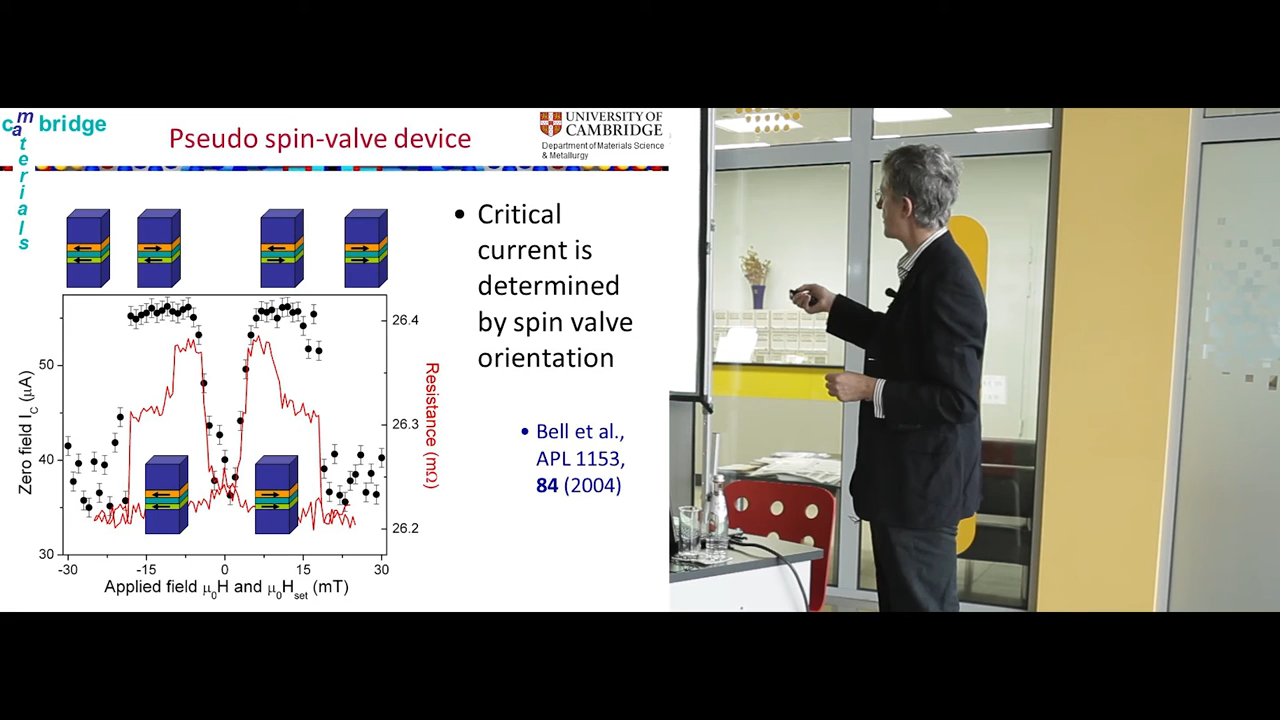 cambridge
materials
Pseudo spin-valve device
UNIVERSITY OF
CAMBRIDGE
Department of Materials Science
& Metallurgy
• Critical
current is
determined
by spin valve
orientation
• Bell et al.,
APL 1153,
84 (2004)
Zero field IC (μA)
50
40
30
26.4
26.3
26.2
Resistance (mΩ)
-30 -15 0 15 30
Applied field μ0H and μ0Hset (mT)